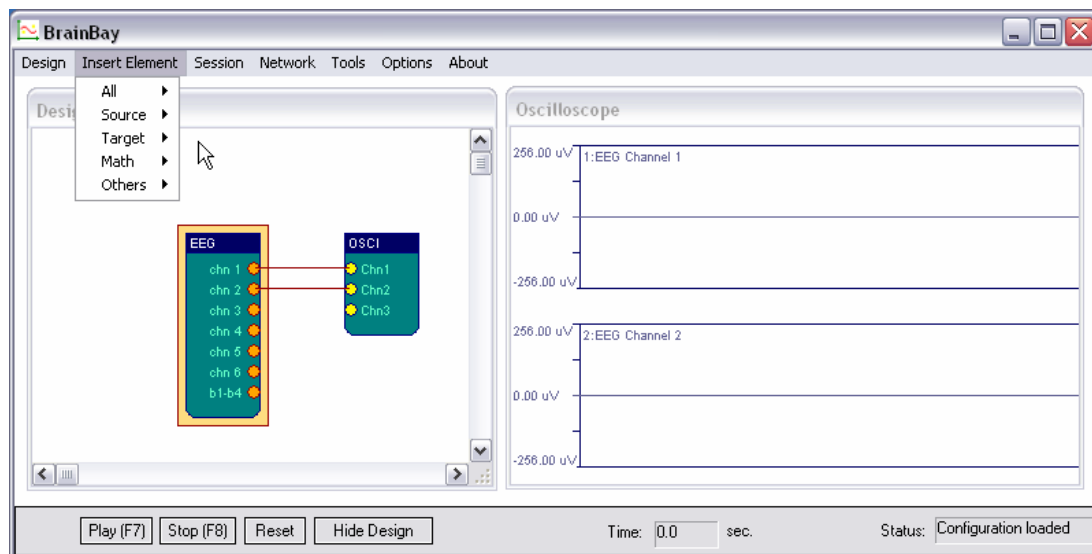 BrainBay
Design Insert Element Session Network Tools Options About
All
Source
Target
Math
Others
Desi
EEG
chn 1
chn 2
chn 3
chn 4
chn 5
chn 6
b1-b4
OSCI
Chn1
Chn2
Chn3
Oscilloscope
256.00 uV
1:EEG Channel 1
0.00 uV
-256.00 uV
256.00 uV
2:EEG Channel 2
0.00 uV
-256.00 uV
Play (F7) Stop (F8) Reset Hide Design Time: 0.0 sec. Status: Configuration loaded